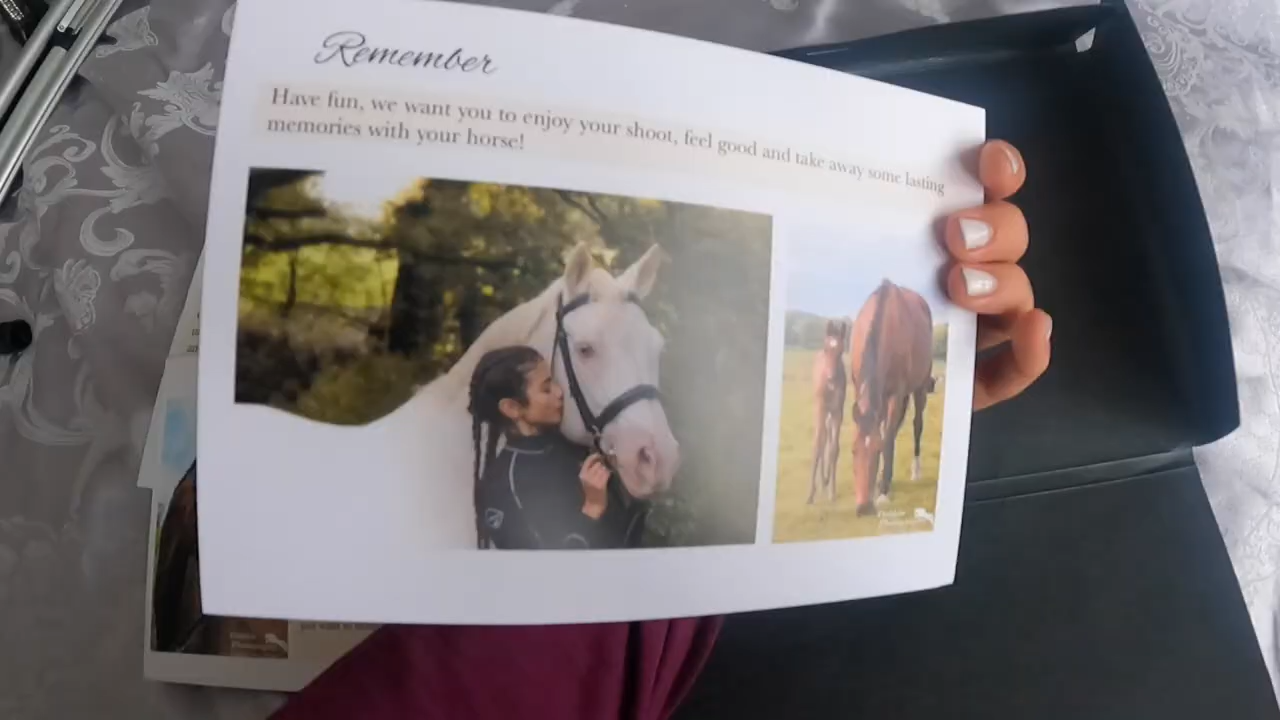 Remember
Have fun, we want you to enjoy your shoot, feel good and take away some lasting
memories with your horse!